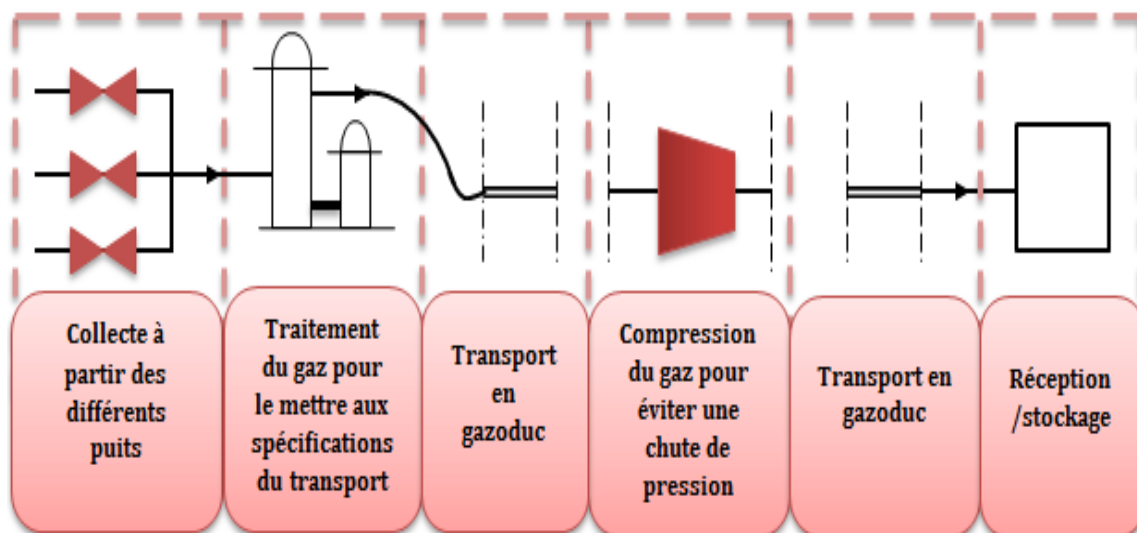 Collecte à
partir des
différents
puits
Traitement
du gaz pour
le mettre aux
spécifications
du transport
Transport
en
gazoduc
Compression
du gaz pour
éviter une
chute de
pression
Transport en
gazoduc
Réception
/stockage